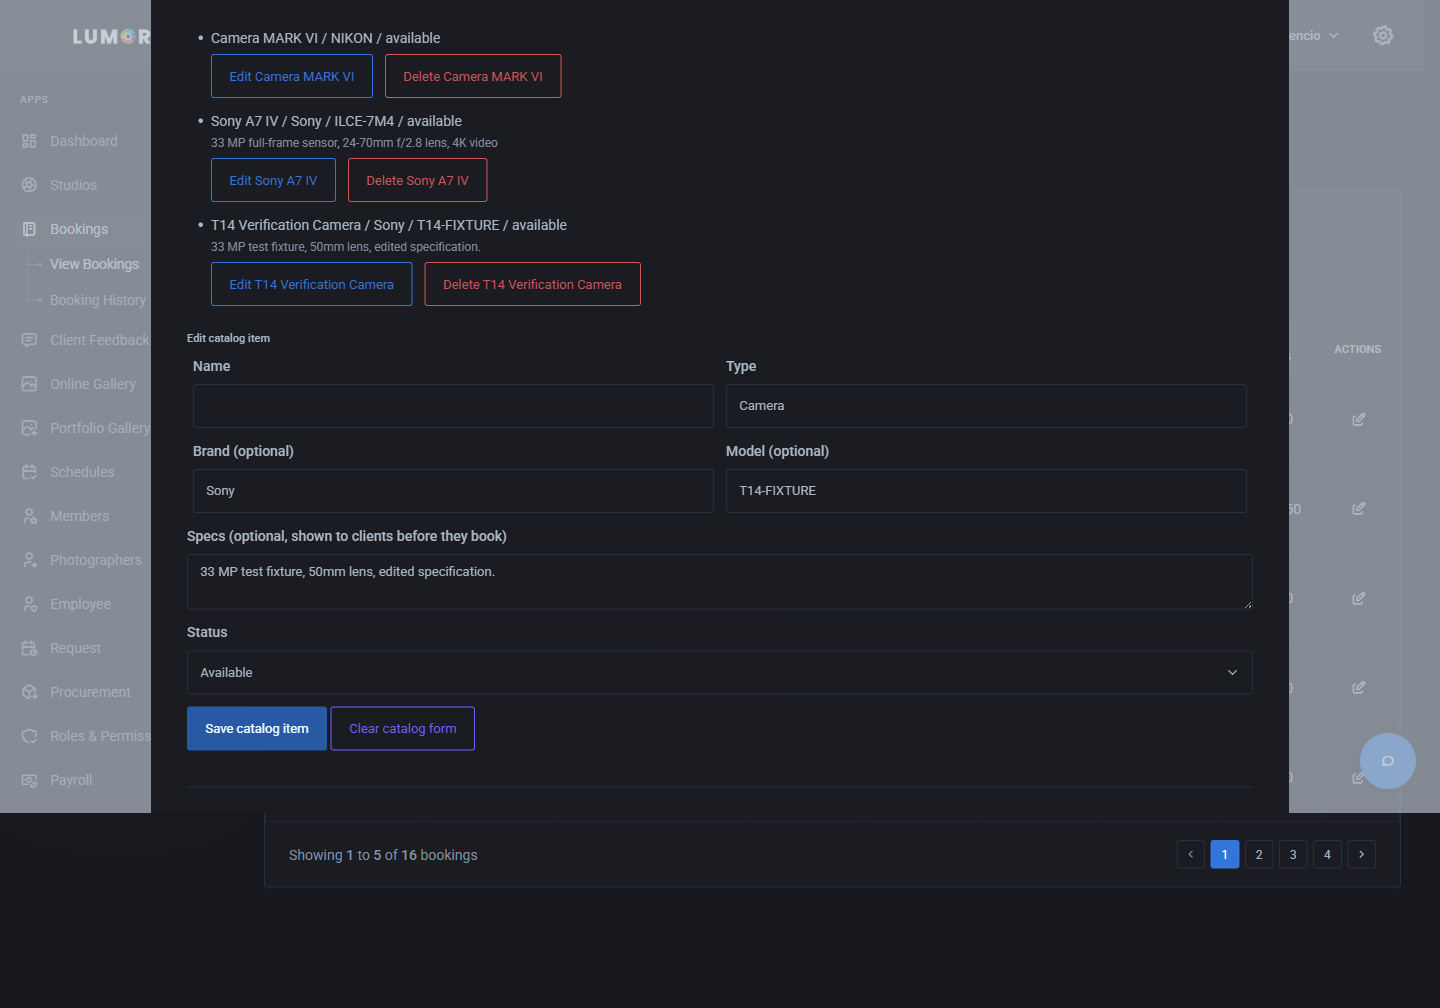 LUMOR
encio
APPS
Dashboard
Studios
Bookings
View Bookings
Booking History
Client Feedback
Online Gallery
Portfolio Gallery
Schedules
Members
Photographers
Employee
Request
Procurement
Roles & Permiss
Payroll
Camera MARK VI / NIKON / available
Edit Camera MARK VI
Delete Camera MARK VI
Sony A7 IV / Sony / ILCE-7M4 / available
33 MP full-frame sensor, 24-70mm f/2.8 lens, 4K video
Edit Sony A7 IV
Delete Sony A7 IV
T14 Verification Camera / Sony / T14-FIXTURE / available
33 MP test fixture, 50mm lens, edited specification.
Edit T14 Verification Camera
Delete T14 Verification Camera
Edit catalog item
Name
Type
Camera
Brand (optional)
Model (optional)
Sony
T14-FIXTURE
Specs (optional, shown to clients before they book)
33 MP test fixture, 50mm lens, edited specification.
Status
Available
Save catalog item
Clear catalog form
ACTIONS
50
Showing 1 to 5 of 16 bookings
1
2
3
4